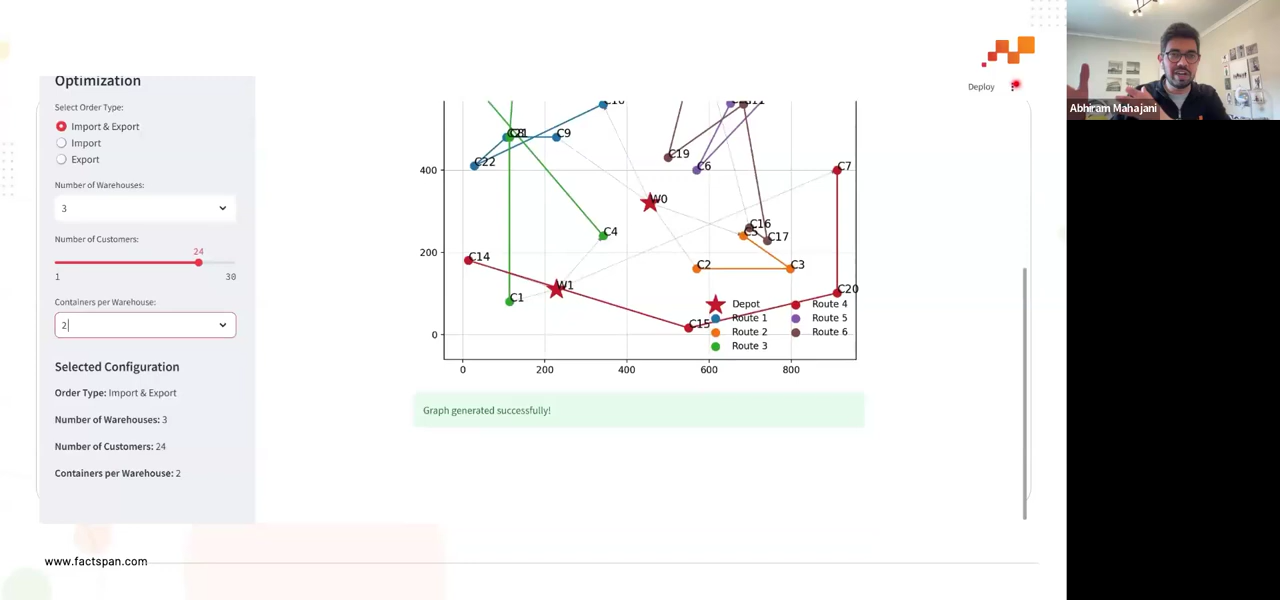 Optimization
Select Order Type:
Import & Export
Import
Export
Number of Warehouses:
3
Number of Customers:
24
1 30
Containers per Warehouse:
2
Selected Configuration
Order Type: Import & Export
Number of Warehouses: 3
Number of Customers: 24
Containers per Warehouse: 2
Deploy
C21
C9
C22
C19
C6
C7
400
W0
C4
C16
C5
C17
200
C14
C2
C3
W1
C1
C20
C15
0
Depot
Route 1
Route 2
Route 3
Route 4
Route 5
Route 6
0 200 400 600 800
Graph generated successfully!
www.factspan.com
Abhiram Mahajani